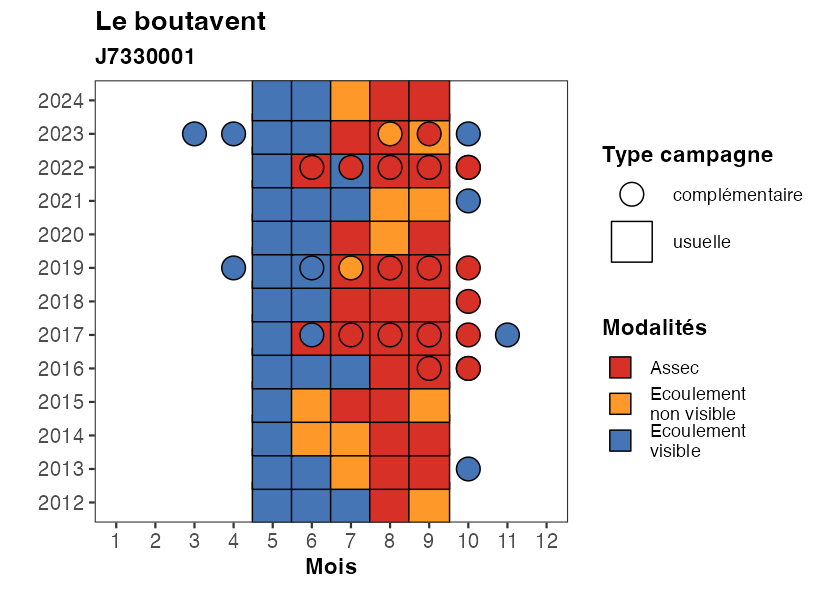 Le boutavent
J7330001
2024
2023
2022
2021
2020
2019
2018
2017
2016
2015
2014
2013
2012
1 2 3 4 5 6 7 8 9 10 11 12
Mois
Type campagne
complémentaire
usuelle
Modalités
Assec
Ecoulement
non visible
Ecoulement
visible